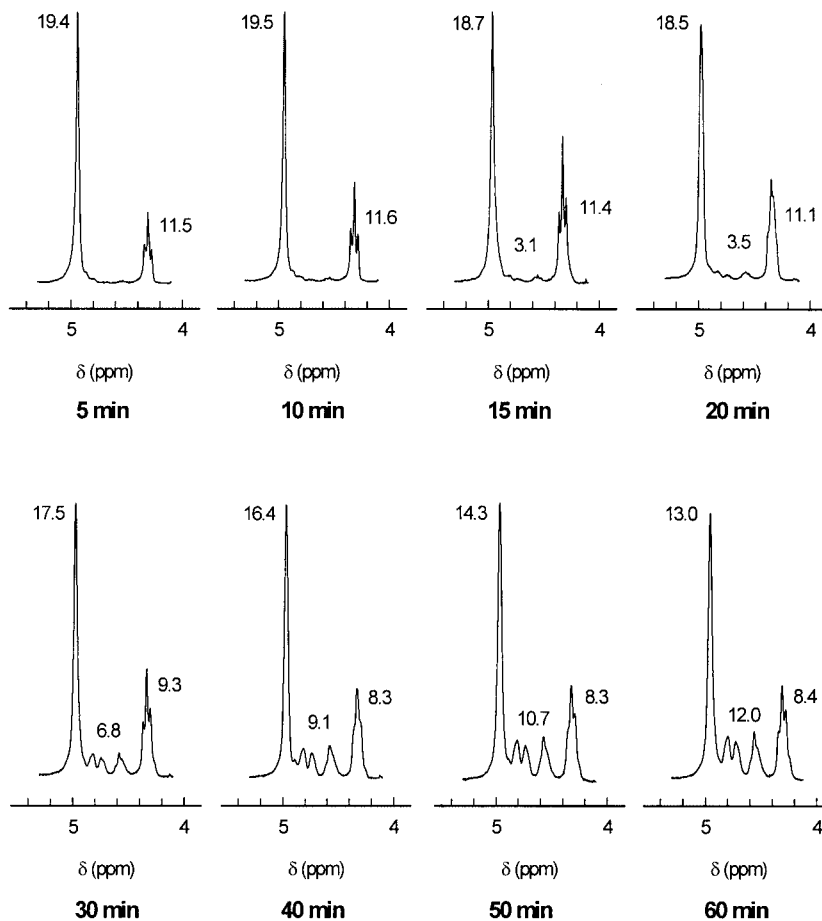 19.4 19.5 18.7 18.5
11.5 11.6 3.1 11.4 3.5 11.1
5 4 5 4 5 4 5 4
δ (ppm) δ (ppm) δ (ppm) δ (ppm)
5 min 10 min 15 min 20 min
17.5 16.4 14.3 13.0
6.8 9.3 9.1 8.3 10.7 8.3 12.0 8.4
5 4 5 4 5 4 5 4
δ (ppm) δ (ppm) δ (ppm) δ (ppm)
30 min 40 min 50 min 60 min